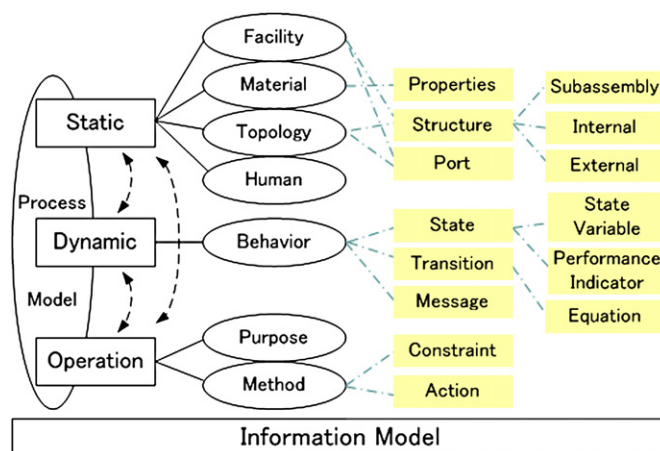 Facility
Material
Properties
Subassembly
Static
Topology
Structure
Internal
Human
Port
External
Process
Dynamic
Behavior
State
State
Variable
Transition
Performance
Indicator
Model
Message
Equation
Operation
Purpose
Constraint
Method
Action
Information Model